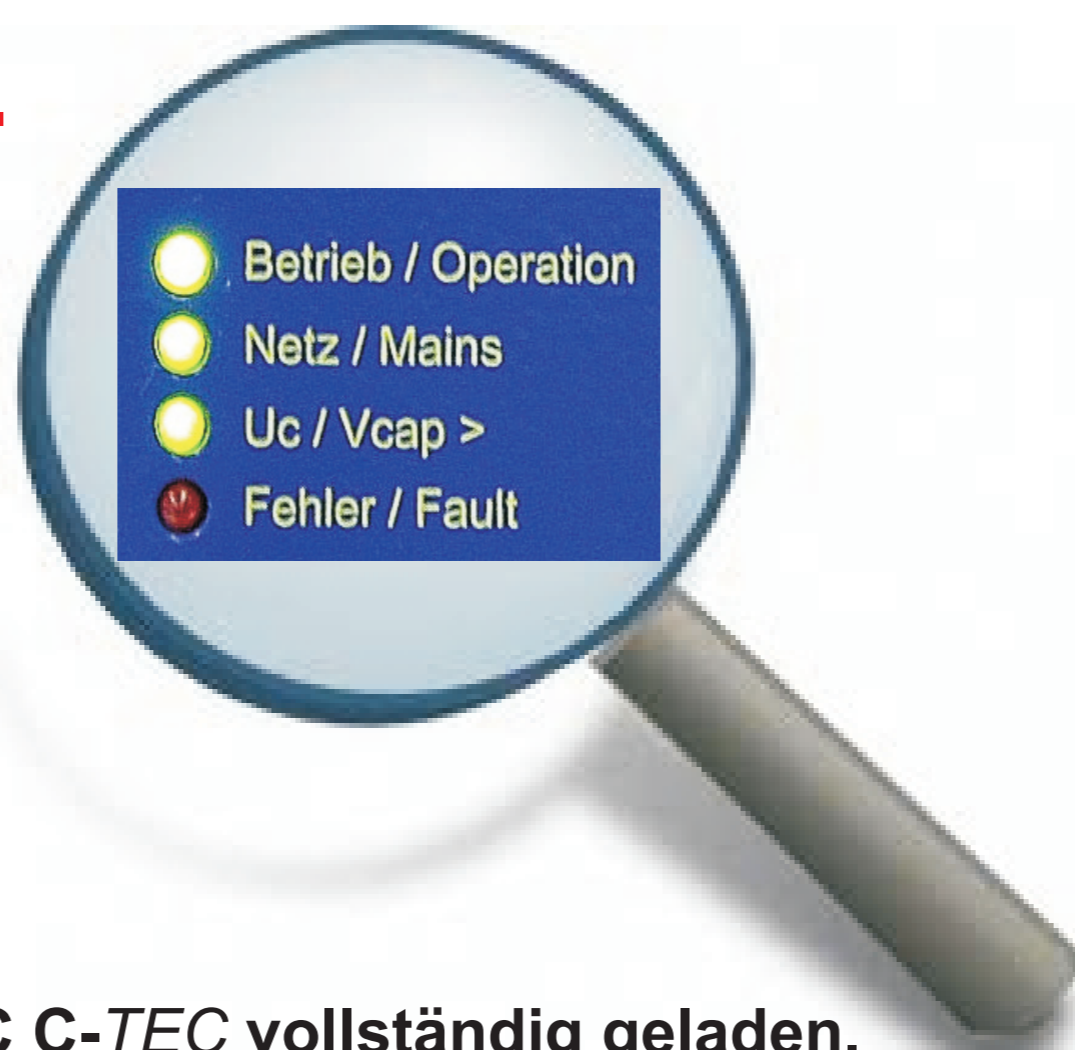 Betrieb / Operation
Netz / Mains
Uc / Vcap >
Fehler / Fault
C-TEC vollständig geladen.